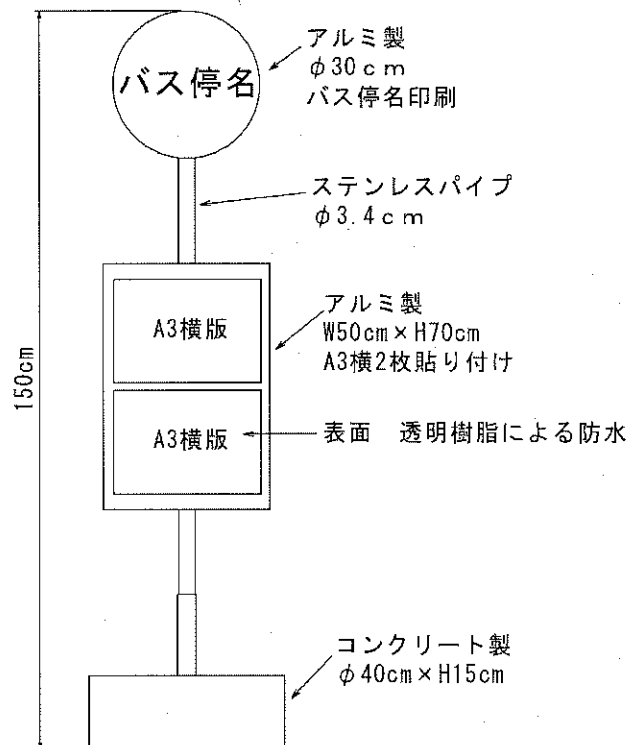 バス停名
アルミ製
φ30cm
バス停名印刷
ステンレスパイプ
φ3.4cm
A3横版
アルミ製
W50cm×H70cm
A3横2枚貼り付け
150cm
A3横版
表面 透明樹脂による防水
コンクリート製
φ40cm×H15cm